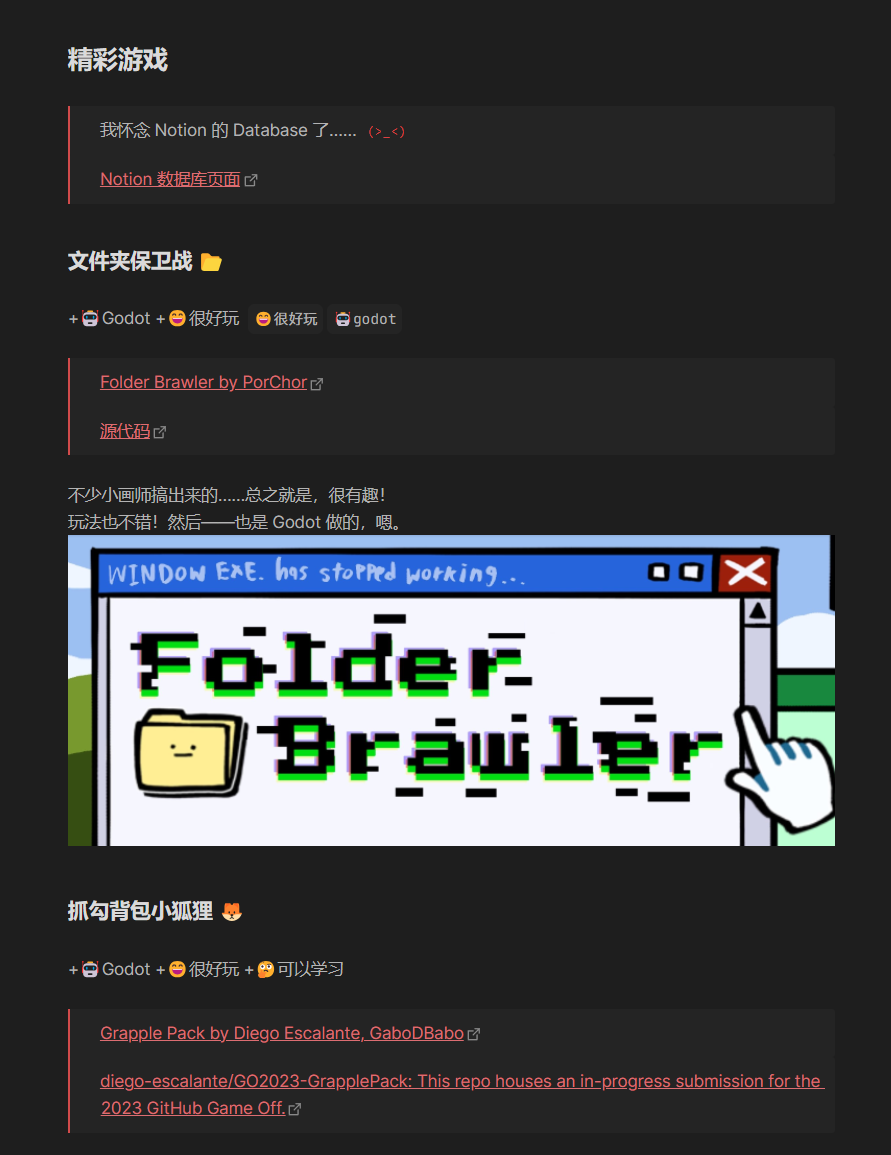 精彩游戏
我怀念 Notion 的 Database 了…… (>_<)
Notion 数据库页面
文件夹保卫战 📂
+🤖Godot +😄很好玩 😄很好玩 🤖godot
Folder Brawler by PorChor
源代码
不少小画师搞出来的……总之就是，很有趣！
玩法也不错！然后——也是 Godot 做的，嗯。
WINDOW EXE. has stopped working...
Folder
Brawler
抓勾背包小狐狸 🦊
+🤖Godot +😄很好玩 +🤔可以学习
Grapple Pack by Diego Escalante, GaboDBabo
diego-escalante/GO2023-GrapplePack: This repo houses an in-progress submission for the
2023 GitHub Game Off.